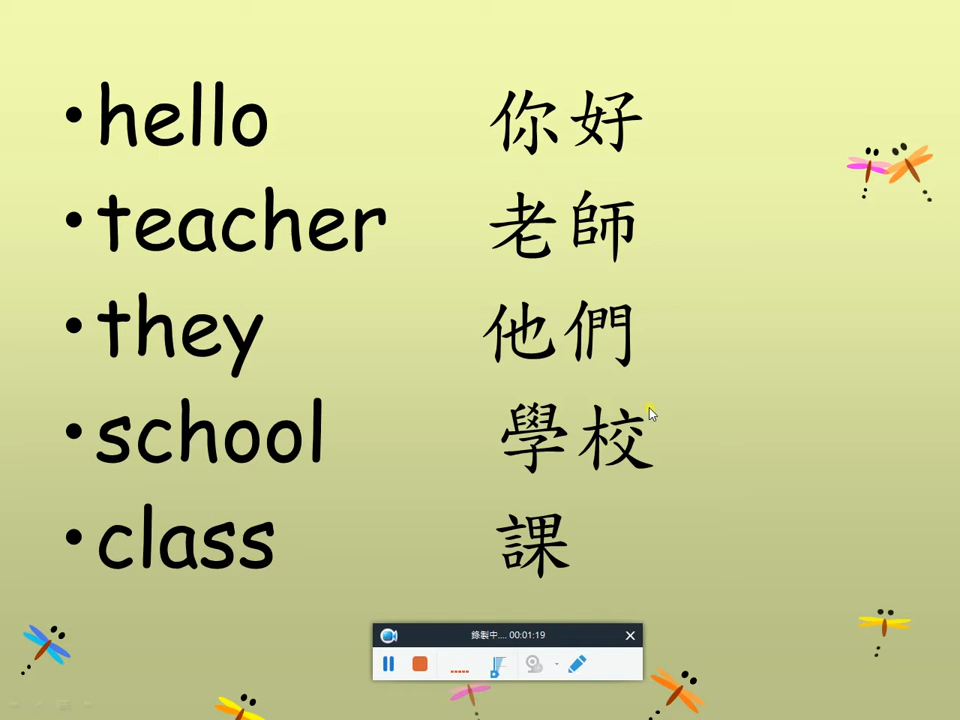 •hello 你好
•teacher 老師
•they 他們
•school 學校
•class 課
錄製中.... 00:01:19